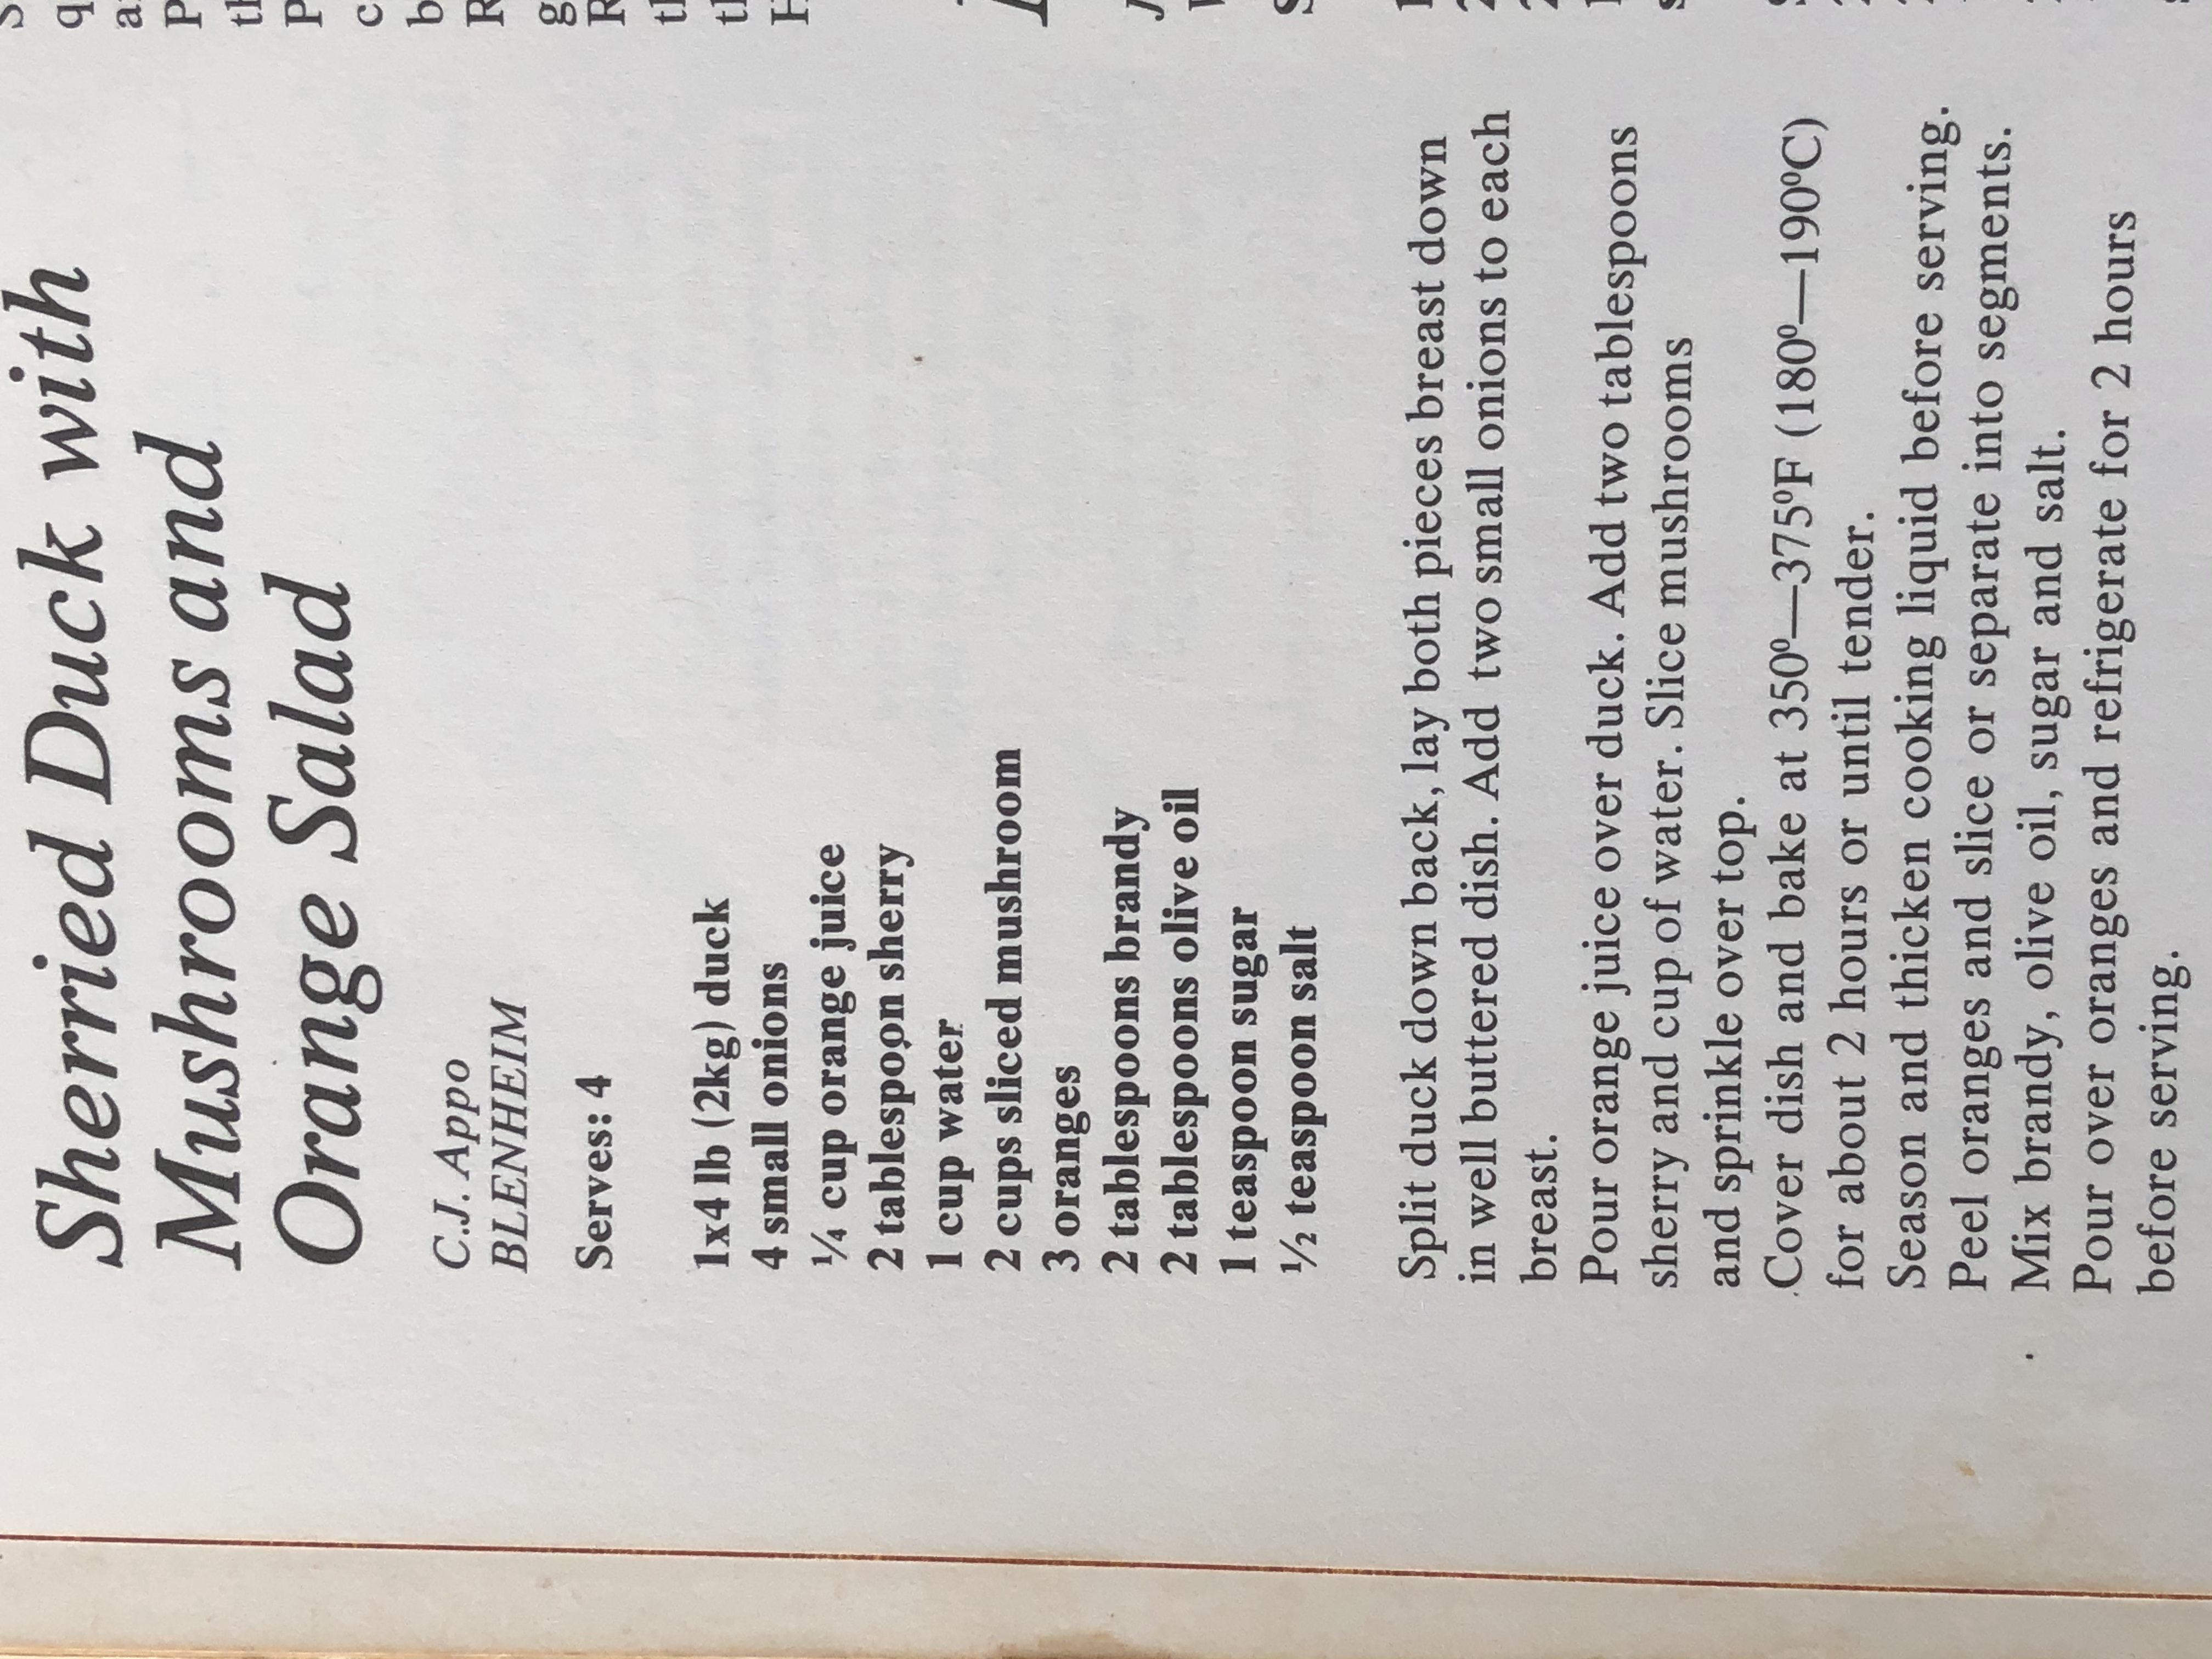 Sherried Duck with
Mushrooms and
Orange Salad
C.J. Appo
BLENHEIM
Serves: 4
1x4 lb (2kg) duck
4 small onions
¼ cup orange juice
2 tablespoon sherry
1 cup water
2 cups sliced mushroom
3 oranges
2 tablespoons brandy
2 tablespoons olive oil
1 teaspoon sugar
½ teaspoon salt
Split duck down back, lay both pieces breast down
in well buttered dish. Add two small onions to each
breast.
Pour orange juice over duck. Add two tablespoons
sherry and cup of water. Slice mushrooms
and sprinkle over top.
Cover dish and bake at 350º—375ºF (180º—190ºC)
for about 2 hours or until tender.
Season and thicken cooking liquid before serving.
Peel oranges and slice or separate into segments.
Mix brandy, olive oil, sugar and salt.
Pour over oranges and refrigerate for 2 hours
before serving.